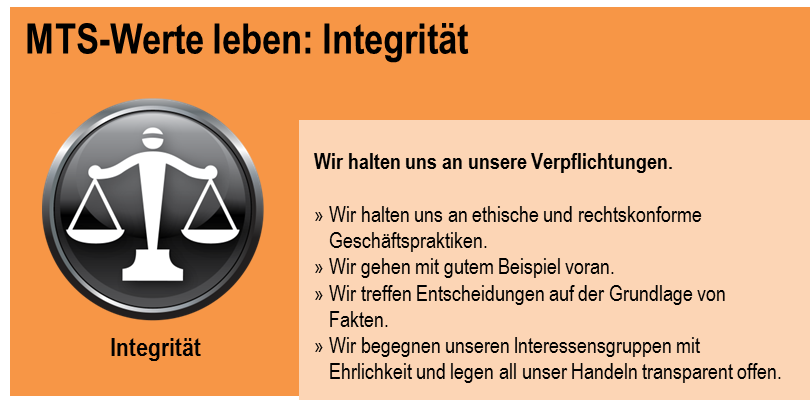 MTS-Werte leben: Integrität
Integrität
Wir halten uns an unsere Verpflichtungen.
» Wir halten uns an ethische und rechtskonforme
Geschäftspraktiken.
» Wir gehen mit gutem Beispiel voran.
» Wir treffen Entscheidungen auf der Grundlage von
Fakten.
» Wir begegnen unseren Interessensgruppen mit
Ehrlichkeit und legen all unser Handeln transparent offen.